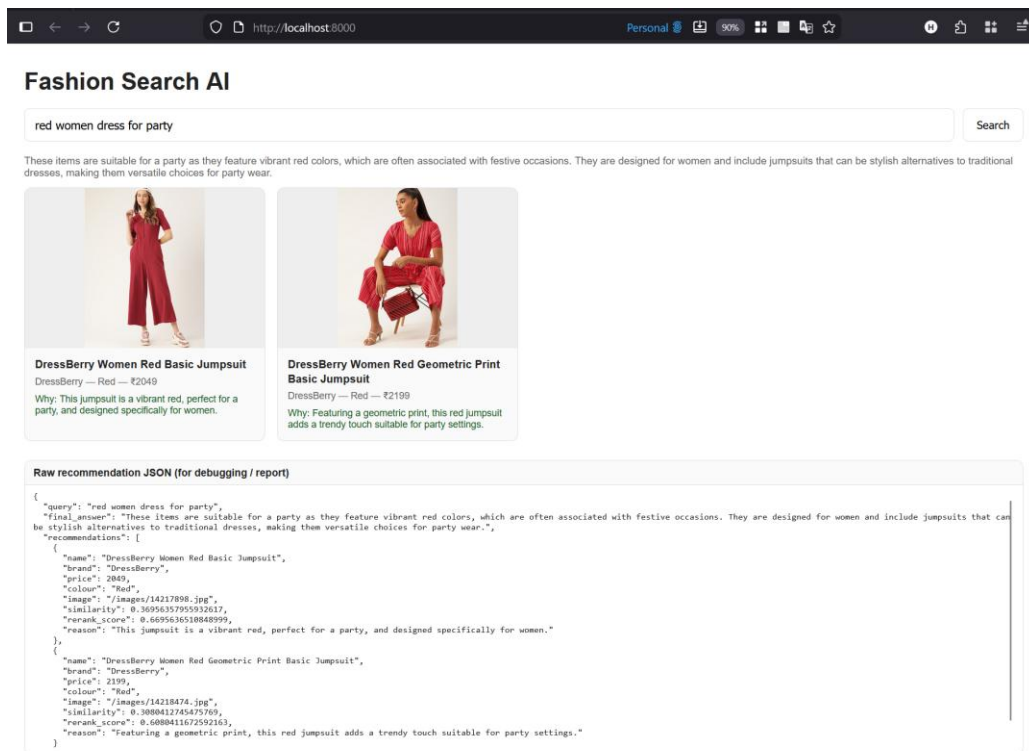 http://localhost:8000
Personal
90%
H
Fashion Search AI
red women dress for party
Search
These items are suitable for a party as they feature vibrant red colors, which are often associated with festive occasions. They are designed for women and include jumpsuits that can be stylish alternatives to traditional
dresses, making them versatile choices for party wear.
DressBerry Women Red Basic Jumpsuit
DressBerry — Red — ₹2049
Why: This jumpsuit is a vibrant red, perfect for a
party, and designed specifically for women.
DressBerry Women Red Geometric Print
Basic Jumpsuit
DressBerry — Red — ₹2199
Why: Featuring a geometric print, this red jumpsuit
adds a trendy touch suitable for party settings.
Raw recommendation JSON (for debugging / report)
{
"query": "red women dress for party",
"final_answer": "These items are suitable for a party as they feature vibrant red colors, which are often associated with festive occasions. They are designed for women and include jumpsuits that can
be stylish alternatives to traditional dresses, making them versatile choices for party wear.",
"recommendations": [
{
"name": "DressBerry Women Red Basic Jumpsuit",
"brand": "DressBerry",
"price": 2049,
"colour": "Red",
"image": "/images/14217898.jpg",
"similarity": 0.36956357955932617,
"rerank_score": 0.6695636510848999,
"reason": "This jumpsuit is a vibrant red, perfect for a party, and designed specifically for women."
},
{
"name": "DressBerry Women Red Geometric Print Basic Jumpsuit",
"brand": "DressBerry",
"price": 2199,
"colour": "Red",
"image": "/images/14218474.jpg",
"similarity": 0.3080412745475769,
"rerank_score": 0.6080411672592163,
"reason": "Featuring a geometric print, this red jumpsuit adds a trendy touch suitable for party settings."
}